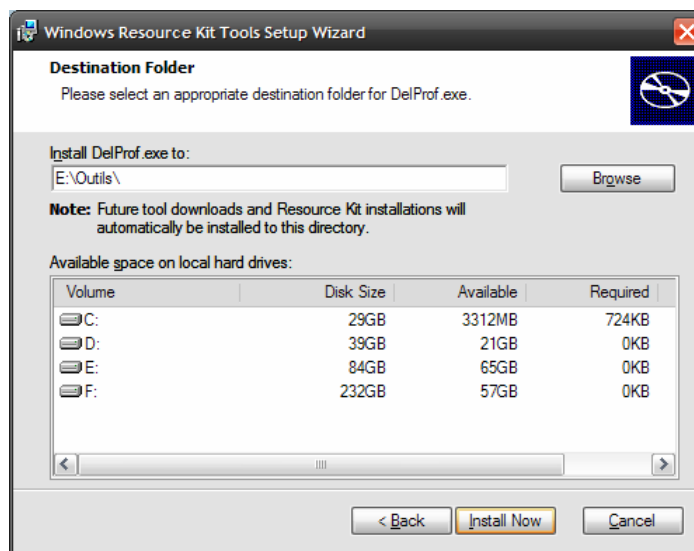 Windows Resource Kit Tools Setup Wizard
Destination Folder
Please select an appropriate destination folder for DelProf.exe.
Install DelProf.exe to:
E:\Outils\
Browse
Note: Future tool downloads and Resource Kit installations will
automatically be installed to this directory.
Available space on local hard drives:
Volume Disk Size Available Required
C: 29GB 3312MB 724KB
D: 39GB 21GB 0KB
E: 84GB 65GB 0KB
F: 232GB 57GB 0KB
< Back Install Now Cancel